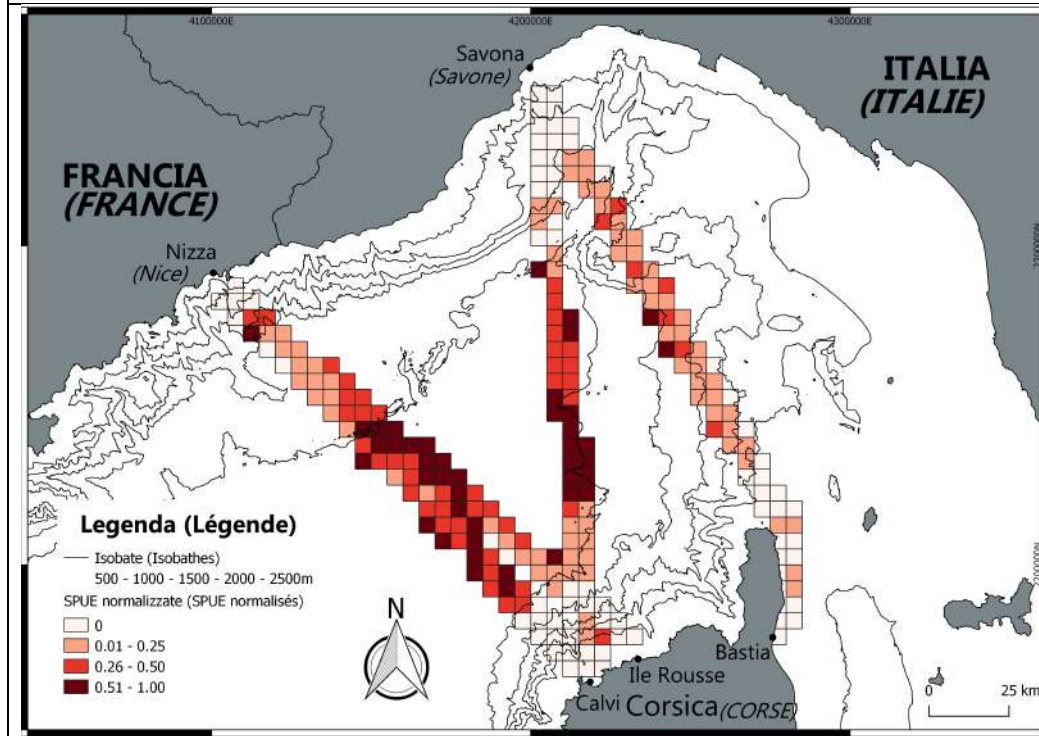 4100000E
4200000E
4300000E
Savona
(Savone)
ITALIA
(ITALIE)
FRANCIA
(FRANCE)
Nizza
(Nice)
Legenda (Légende)
Isobate (Isobathes)
500 - 1000 - 1500 - 2000 - 2500m
SPUE normalizzate (SPUE normalisés)
0
0.01 - 0.25
0.26 - 0.50
0.51 - 1.00
N
Bastia
Ile Rousse
Calvi
Corsica (CORSE)
0
25 km